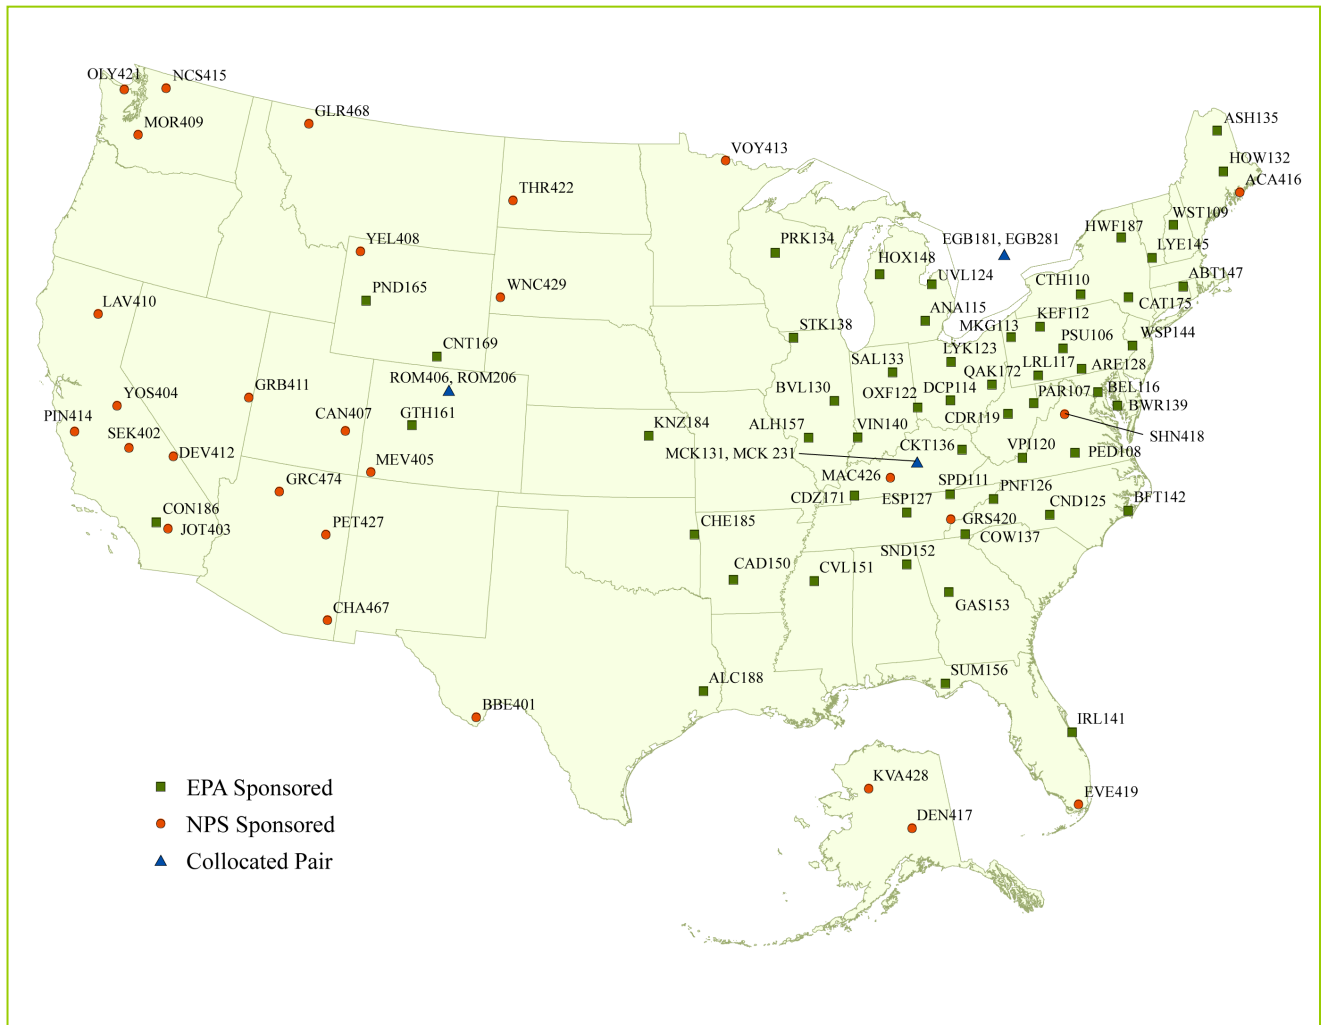 OLY421
NCS415
GLR468
MOR409
ASH135
VOY413
HOW132
ACA416
THR422
WST109
HWF187
YEL408
PRK134
EGB181, EGB281
LYE145
HOX148
UVL124
ABT147
PND165
WNC429
CTH110
LAV410
CAT175
ANA115
KEF112
MKG113
STK138
PSU106
WSP144
CNT169
LYK123
SAL133
LRL117
ARE128
QAK172
ROM406, ROM206
GRB411
BVL130
OXF122
DCP114
PAR107
BEL116
YOS404
BWR139
PIN414
CAN407
GTH161
CDR119
KNZ184
ALH157
VIN140
SEK402
SHN418
CKT136
VPI120
DEV412
MCK131, MCK 231
PED108
MEV405
MAC426
GRC474
SPD111
PNF126
CDZ171
ESP127
CND125
BFT142
CON186
JOT403
PET427
CHE185
GRS420
COW137
SND152
CAD150
CVL151
GAS153
CHA467
SUM156
ALC188
BBE401
IRL141
KVA428
EPA Sponsored
EVE419
DEN417
NPS Sponsored
Collocated Pair